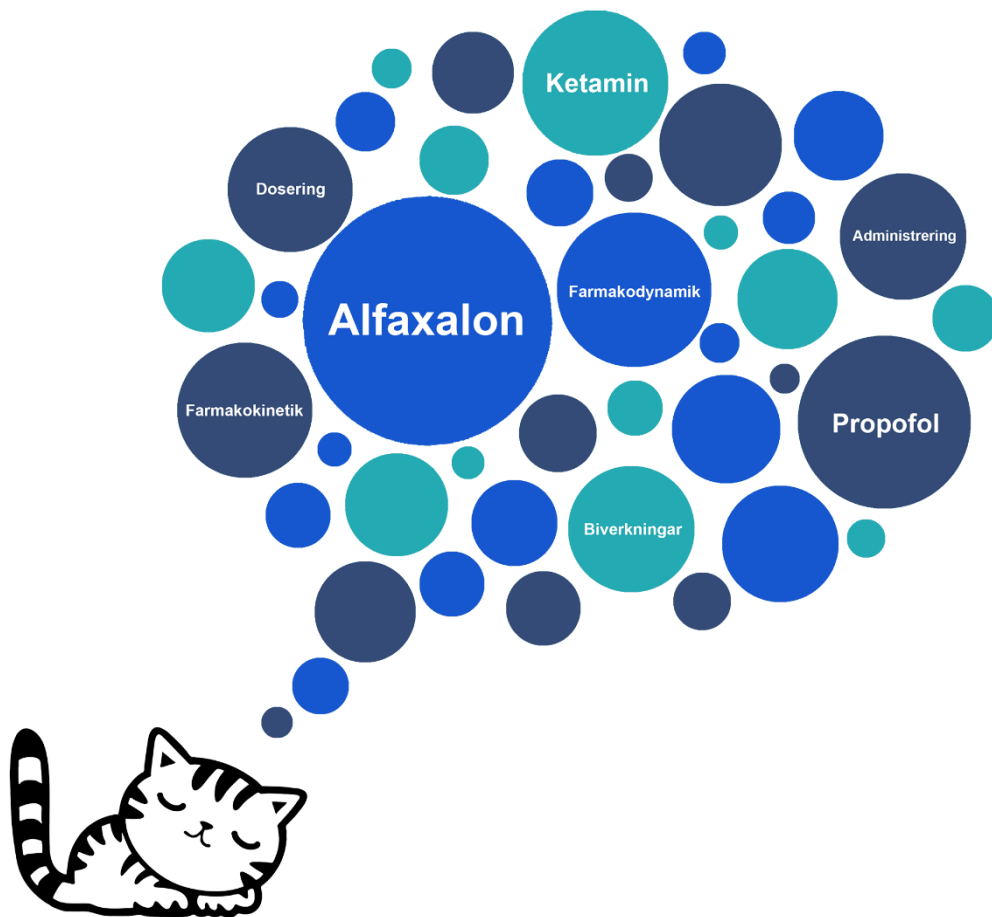 Ketamin
Dosering
Administrering
Farmakodynamik
Alfaxalon
Farmakokinetik
Propofol
Biverkningar